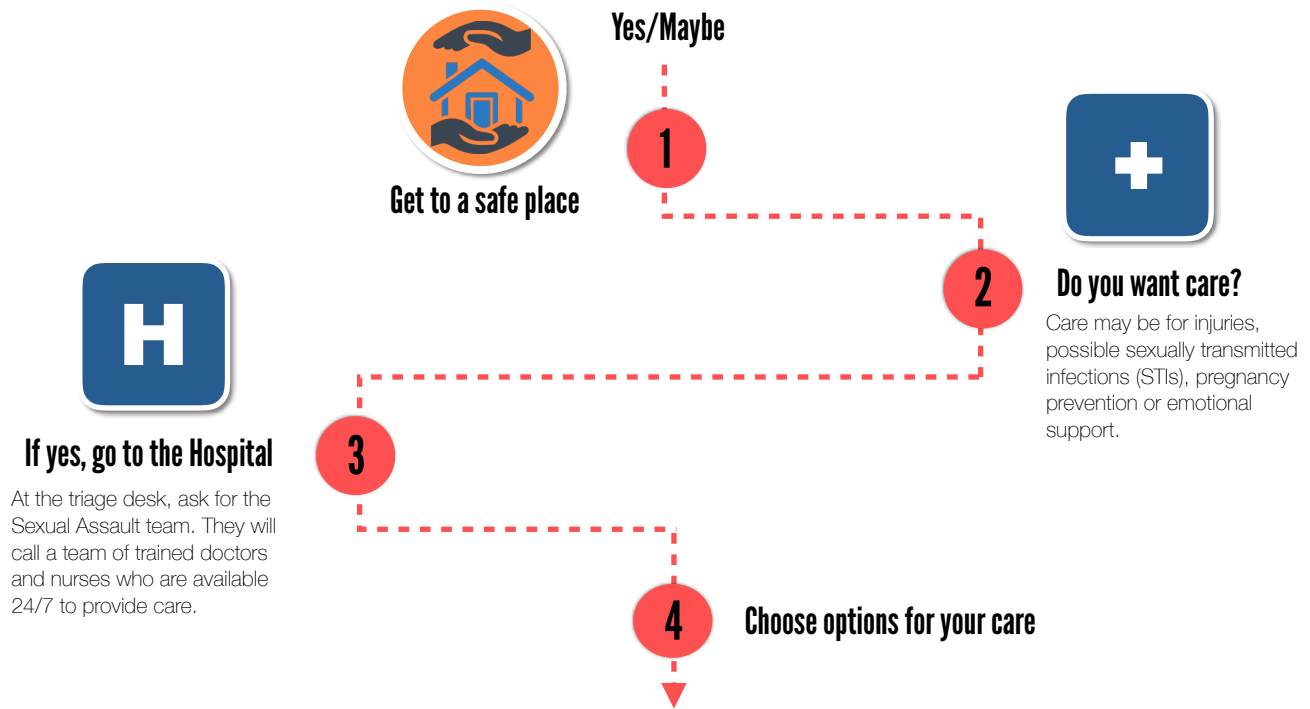 Yes/Maybe
1
Get to a safe place
2
Do you want care?
Care may be for injuries,
possible sexually transmitted
infections (STIs), pregnancy
prevention or emotional
support.
H
If yes, go to the Hospital
3
At the triage desk, ask for the
Sexual Assault team. They will
call a team of trained doctors
and nurses who are available
24/7 to provide care.
4
Choose options for your care